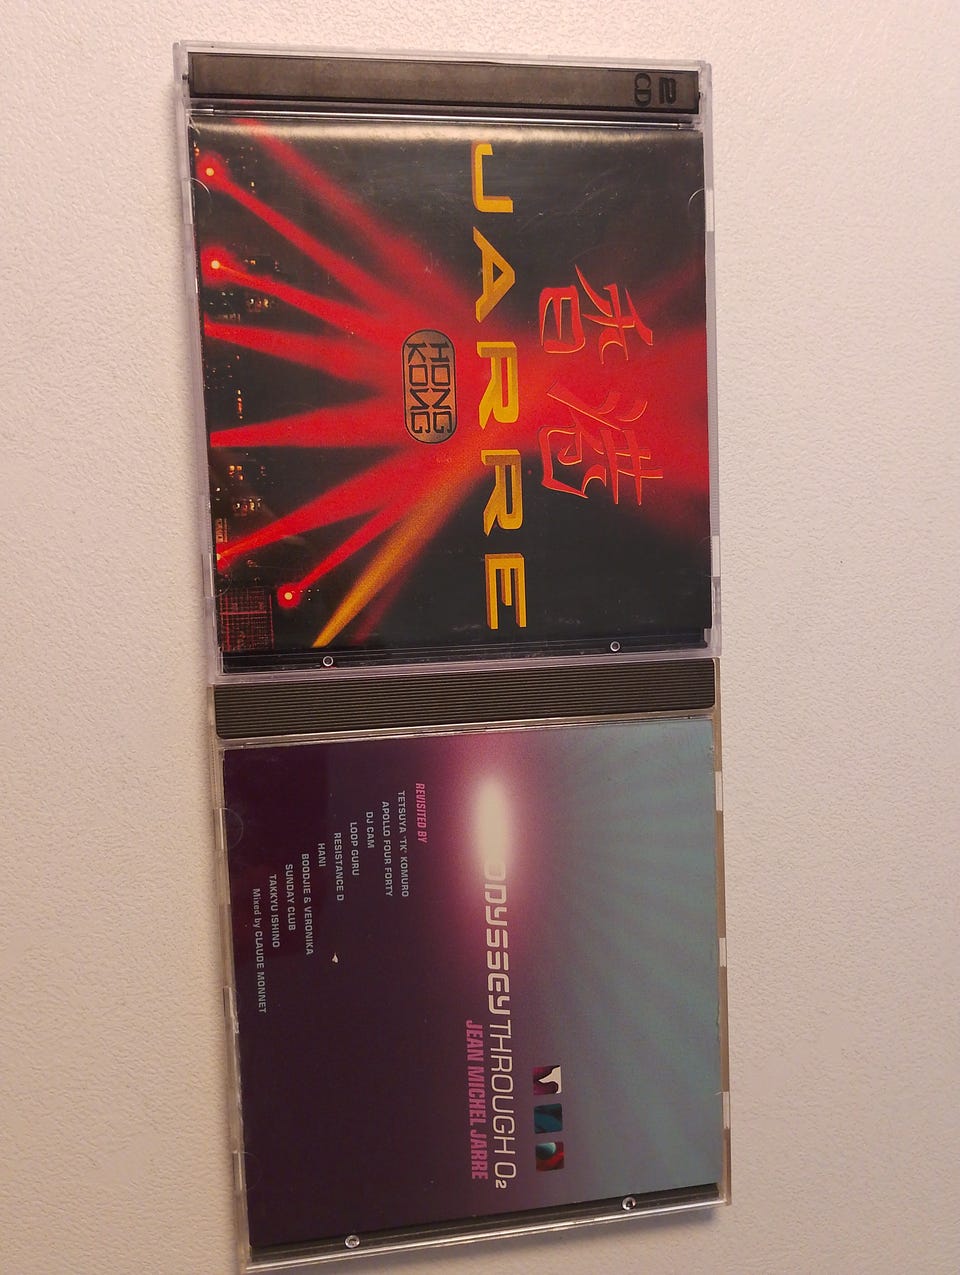 2
CD
香港
JARRE
HONG
KONG
ODYSSEY THROUGH O₂
JEAN MICHEL JARRE
REVISITED BY
TETSUYA "TK" KOMURO
APOLLO FOUR FORTY
DJ CAM
LOOP GURU
RESISTANCE D
HANI
BOODJIE & VERONIKA
SUNDAY CLUB
TAKKYU ISHINO
Mixed by CLAUDE MONNET